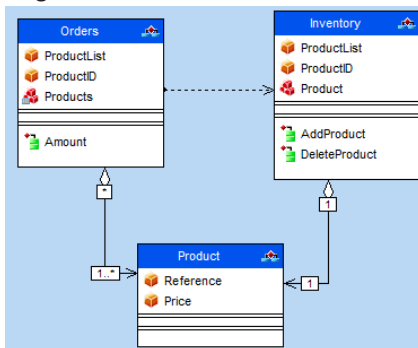 Orders
ProductList
ProductID
Products
Amount
Inventory
ProductList
ProductID
Product
AddProduct
DeleteProduct
*
1
1..*
1
Product
Reference
Price